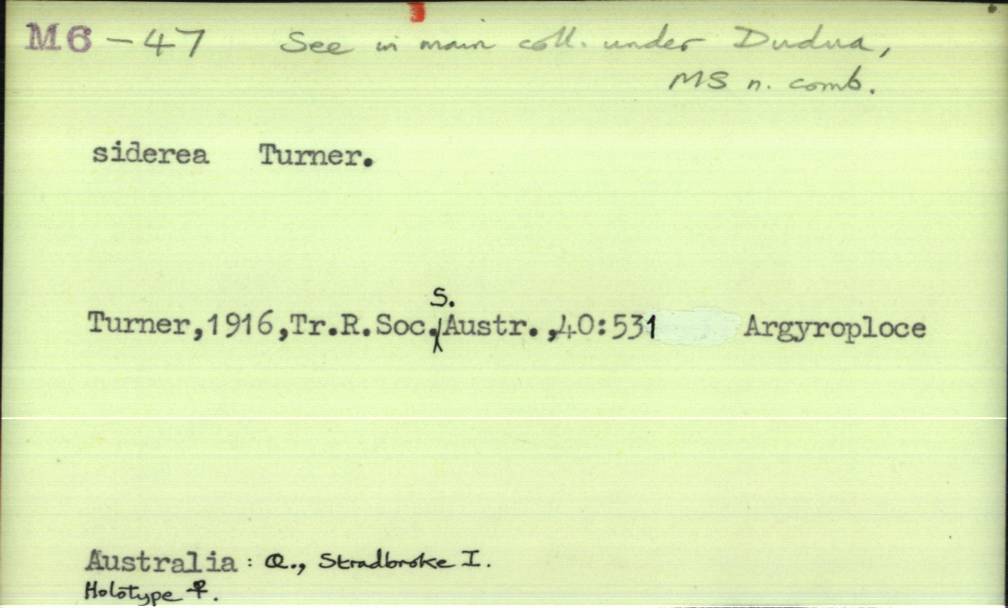 M6 - 47 See in main coll. under Dudua,
MS n. comb.
siderea Turner.
Turner,1916,Tr.R.Soc. S. Austr.,40:531 Argyroploce
Australia : Q., Stradbroke I.
Holotype ♀.